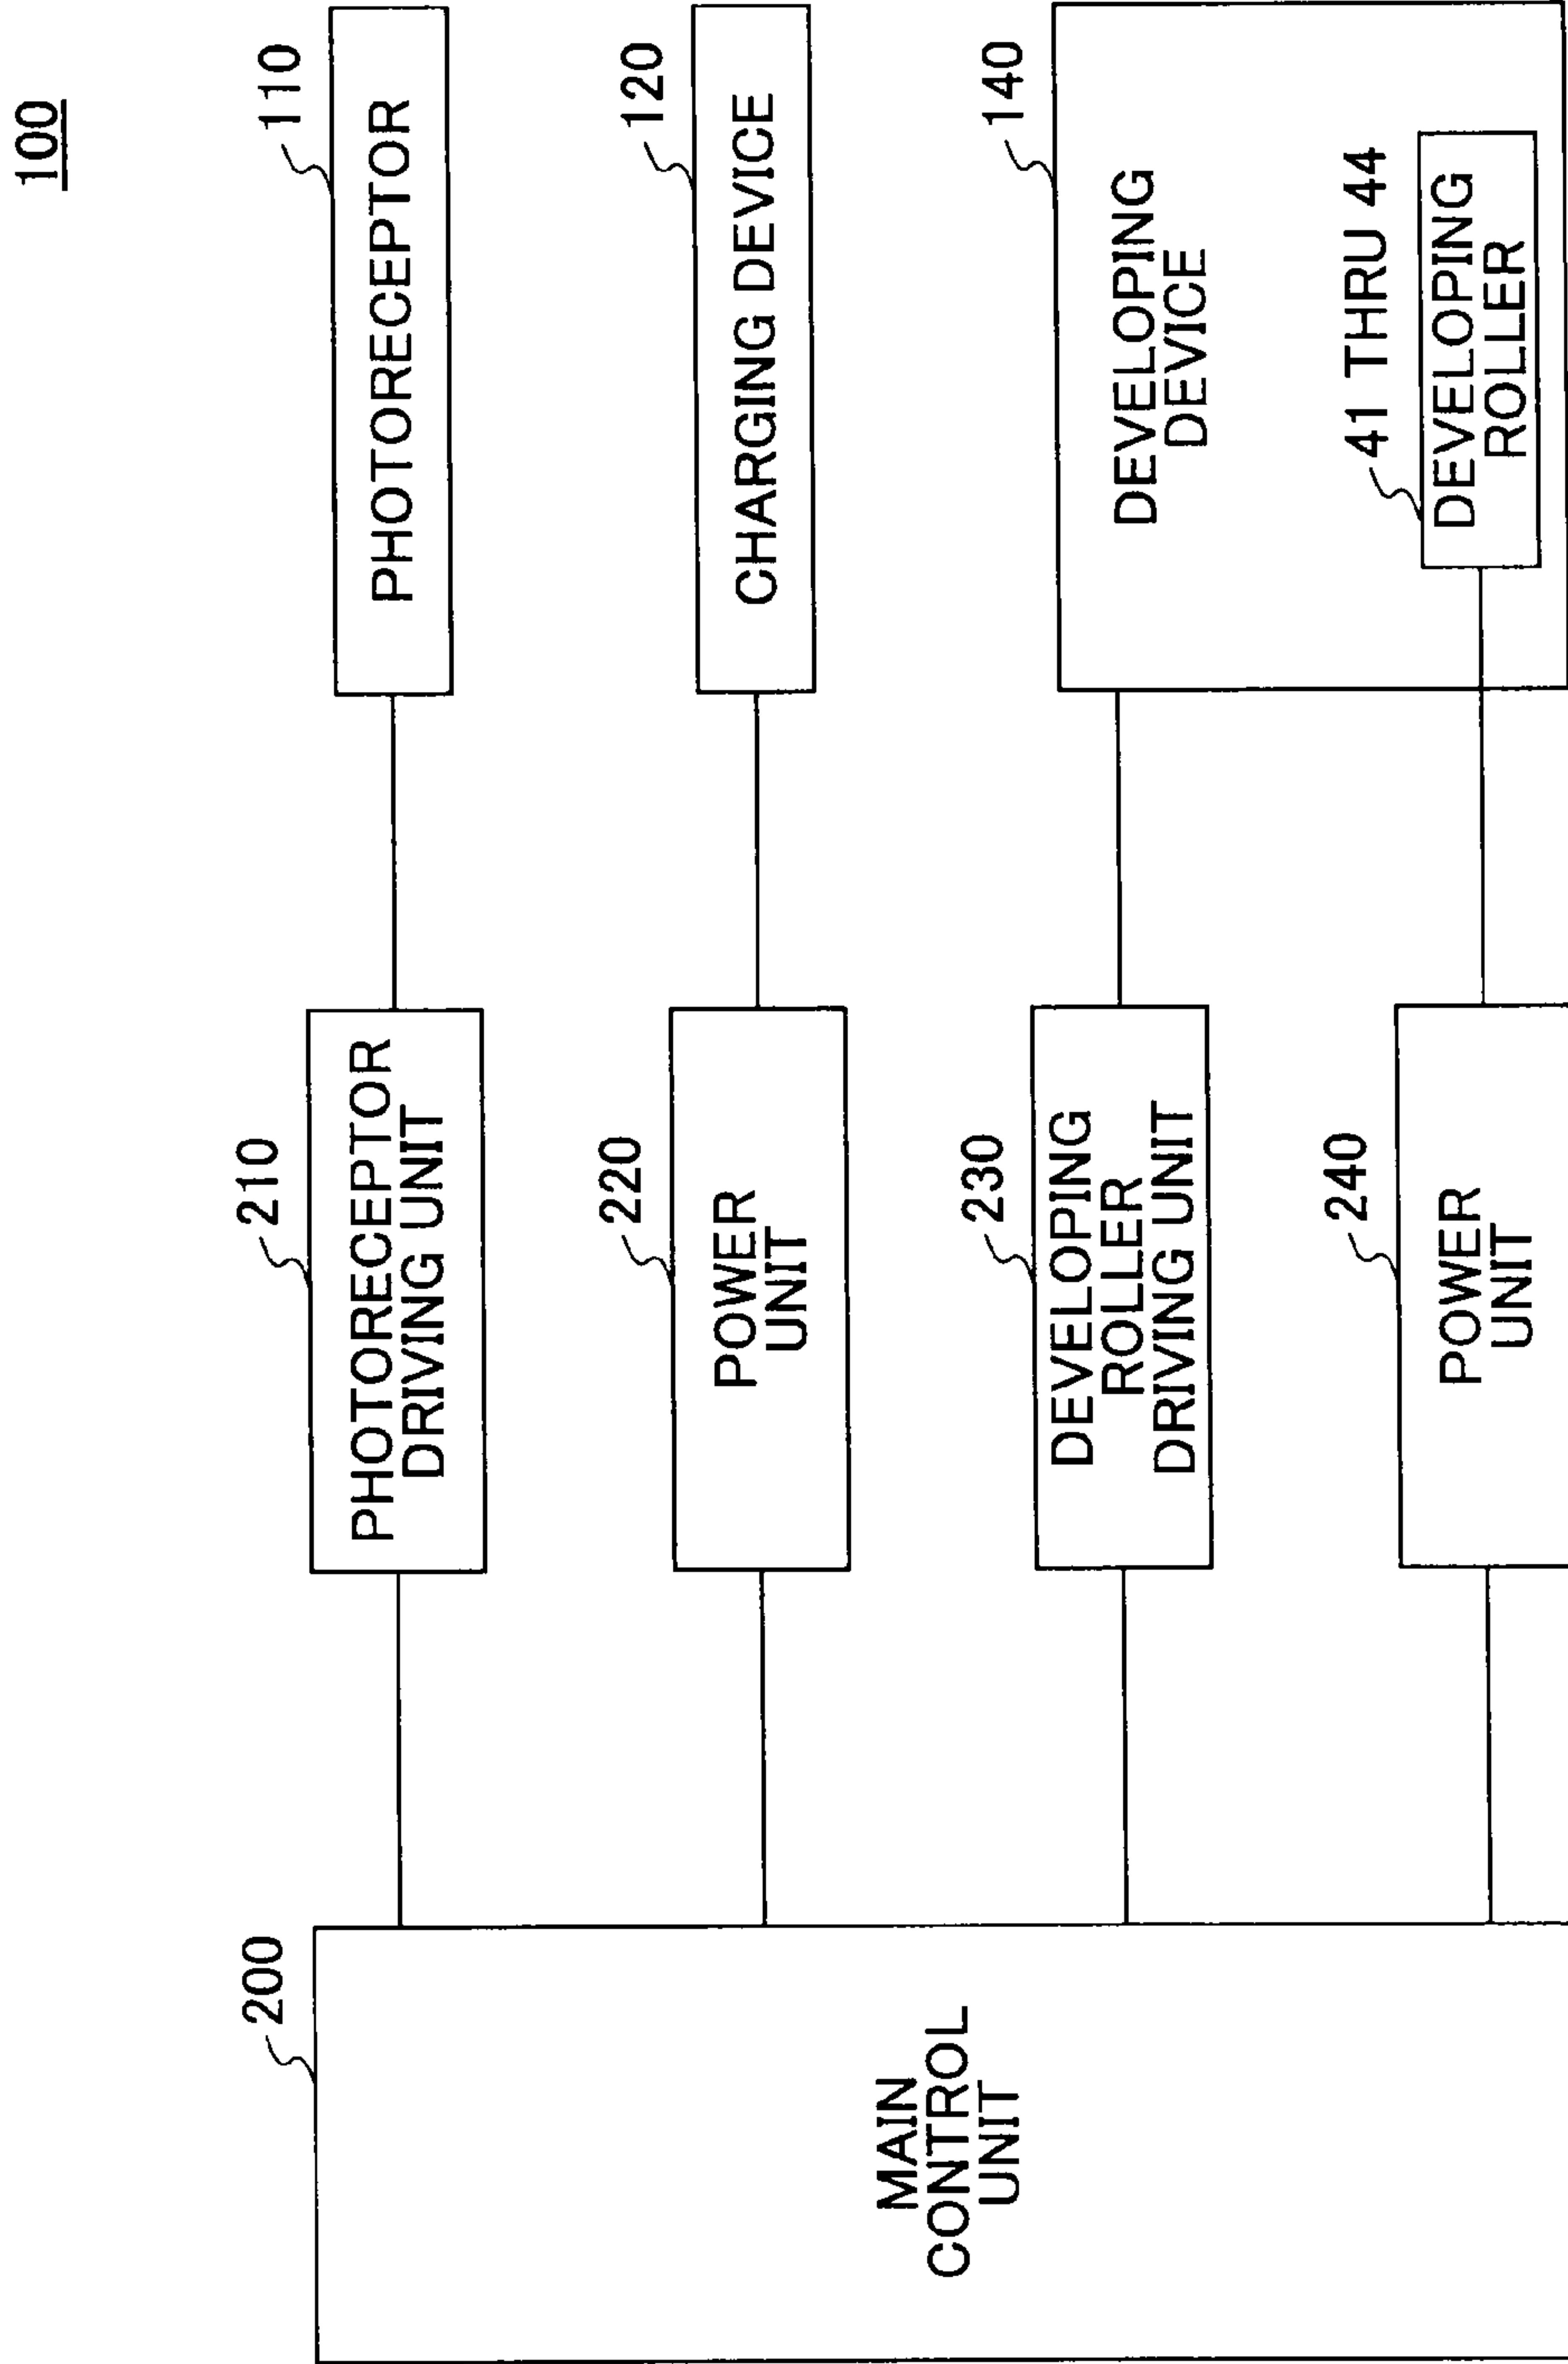 100
200
MAIN
CONTROL
UNIT
210
PHOTORECEPTOR
DRIVING UNIT
110
PHOTORECEPTOR
220
POWER
UNIT
120
CHARGING DEVICE
230
DEVELOPING
ROLLER
DRIVING UNIT
140
DEVELOPING
DEVICE
240
POWER
UNIT
41 THRU 44
DEVELOPING
ROLLER